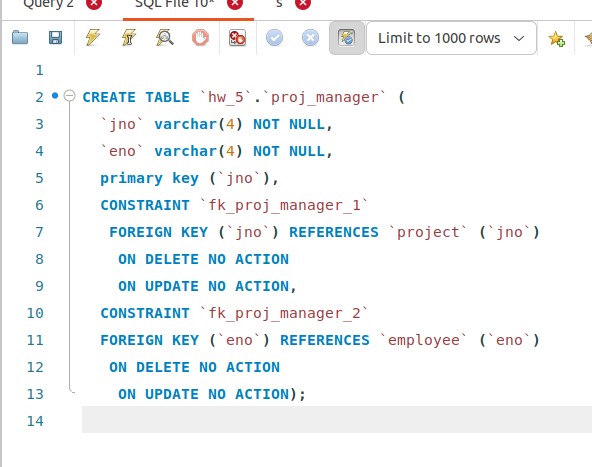 Query 2
SQL File 10*
s
Limit to 1000 rows
1
2 CREATE TABLE `hw_5`.`proj_manager` (
3 `jno` varchar(4) NOT NULL,
4 `eno` varchar(4) NOT NULL,
5 primary key (`jno`),
6 CONSTRAINT `fk_proj_manager_1`
7 FOREIGN KEY (`jno`) REFERENCES `project` (`jno`)
8 ON DELETE NO ACTION
9 ON UPDATE NO ACTION,
10 CONSTRAINT `fk_proj_manager_2`
11 FOREIGN KEY (`eno`) REFERENCES `employee` (`eno`)
12 ON DELETE NO ACTION
13 ON UPDATE NO ACTION);
14